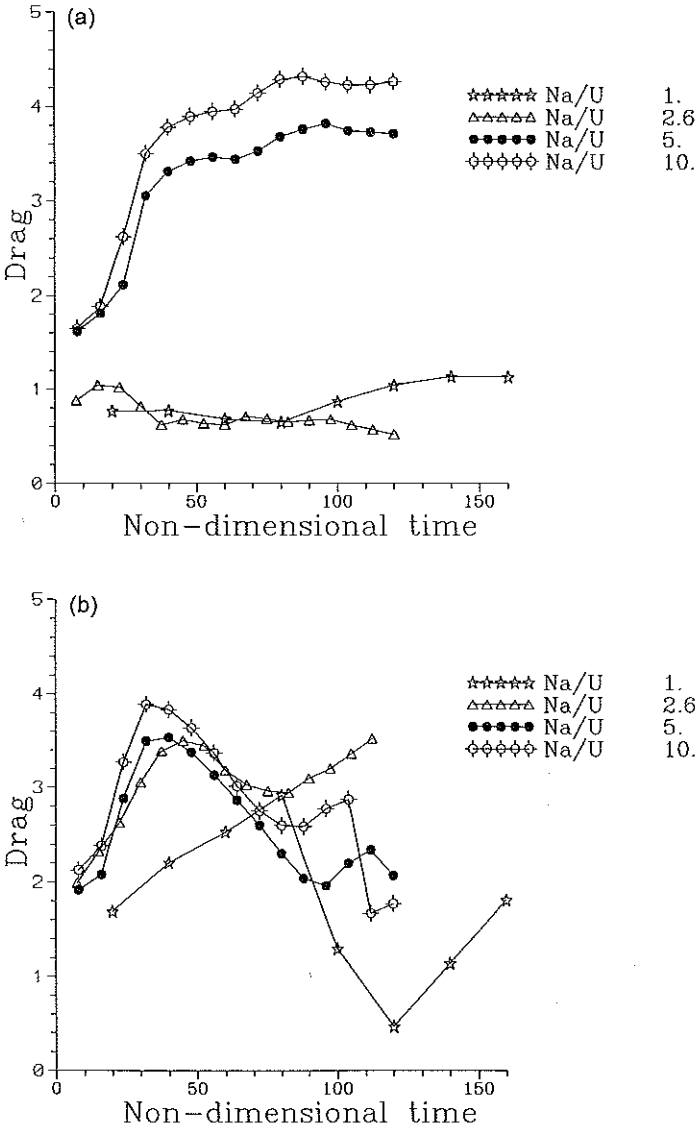 (a)
5
4
3
2
1
0
Drag
0 50 100 150
Non-dimensional time
Na/U 1.
Na/U 2.6
Na/U 5.
Na/U 10.
(b)
5
4
3
2
1
0
Drag
0 50 100 150
Non-dimensional time
Na/U 1.
Na/U 2.6
Na/U 5.
Na/U 10.